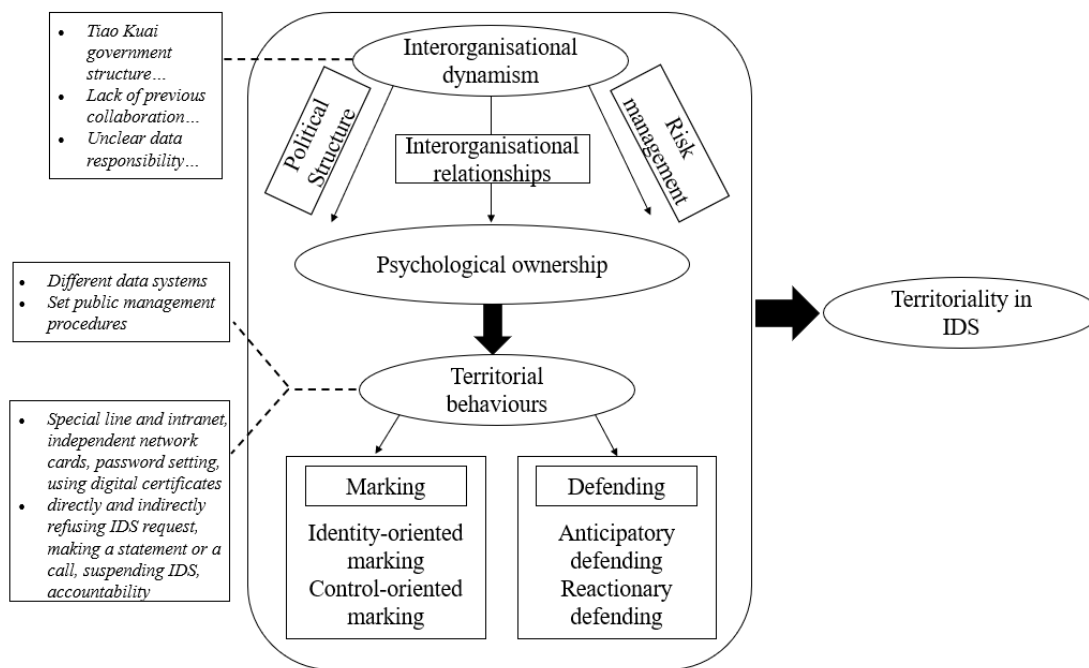 Tiao Kuai
government
structure…
Lack of previous
collaboration…
Unclear data
responsibility…
Interorganisational
dynamism
Political
Structure
Interorganisational
relationships
Risk
management
Psychological ownership
Different data systems
Set public management
procedures
Territoriality in
IDS
Territorial
behaviours
Special line and intranet,
independent network
cards, password setting,
using digital certificates
directly and indirectly
refusing IDS request,
making a statement or a
call, suspending IDS,
accountability
Marking
Identity-oriented
marking
Control-oriented
marking
Defending
Anticipatory
defending
Reactionary
defending